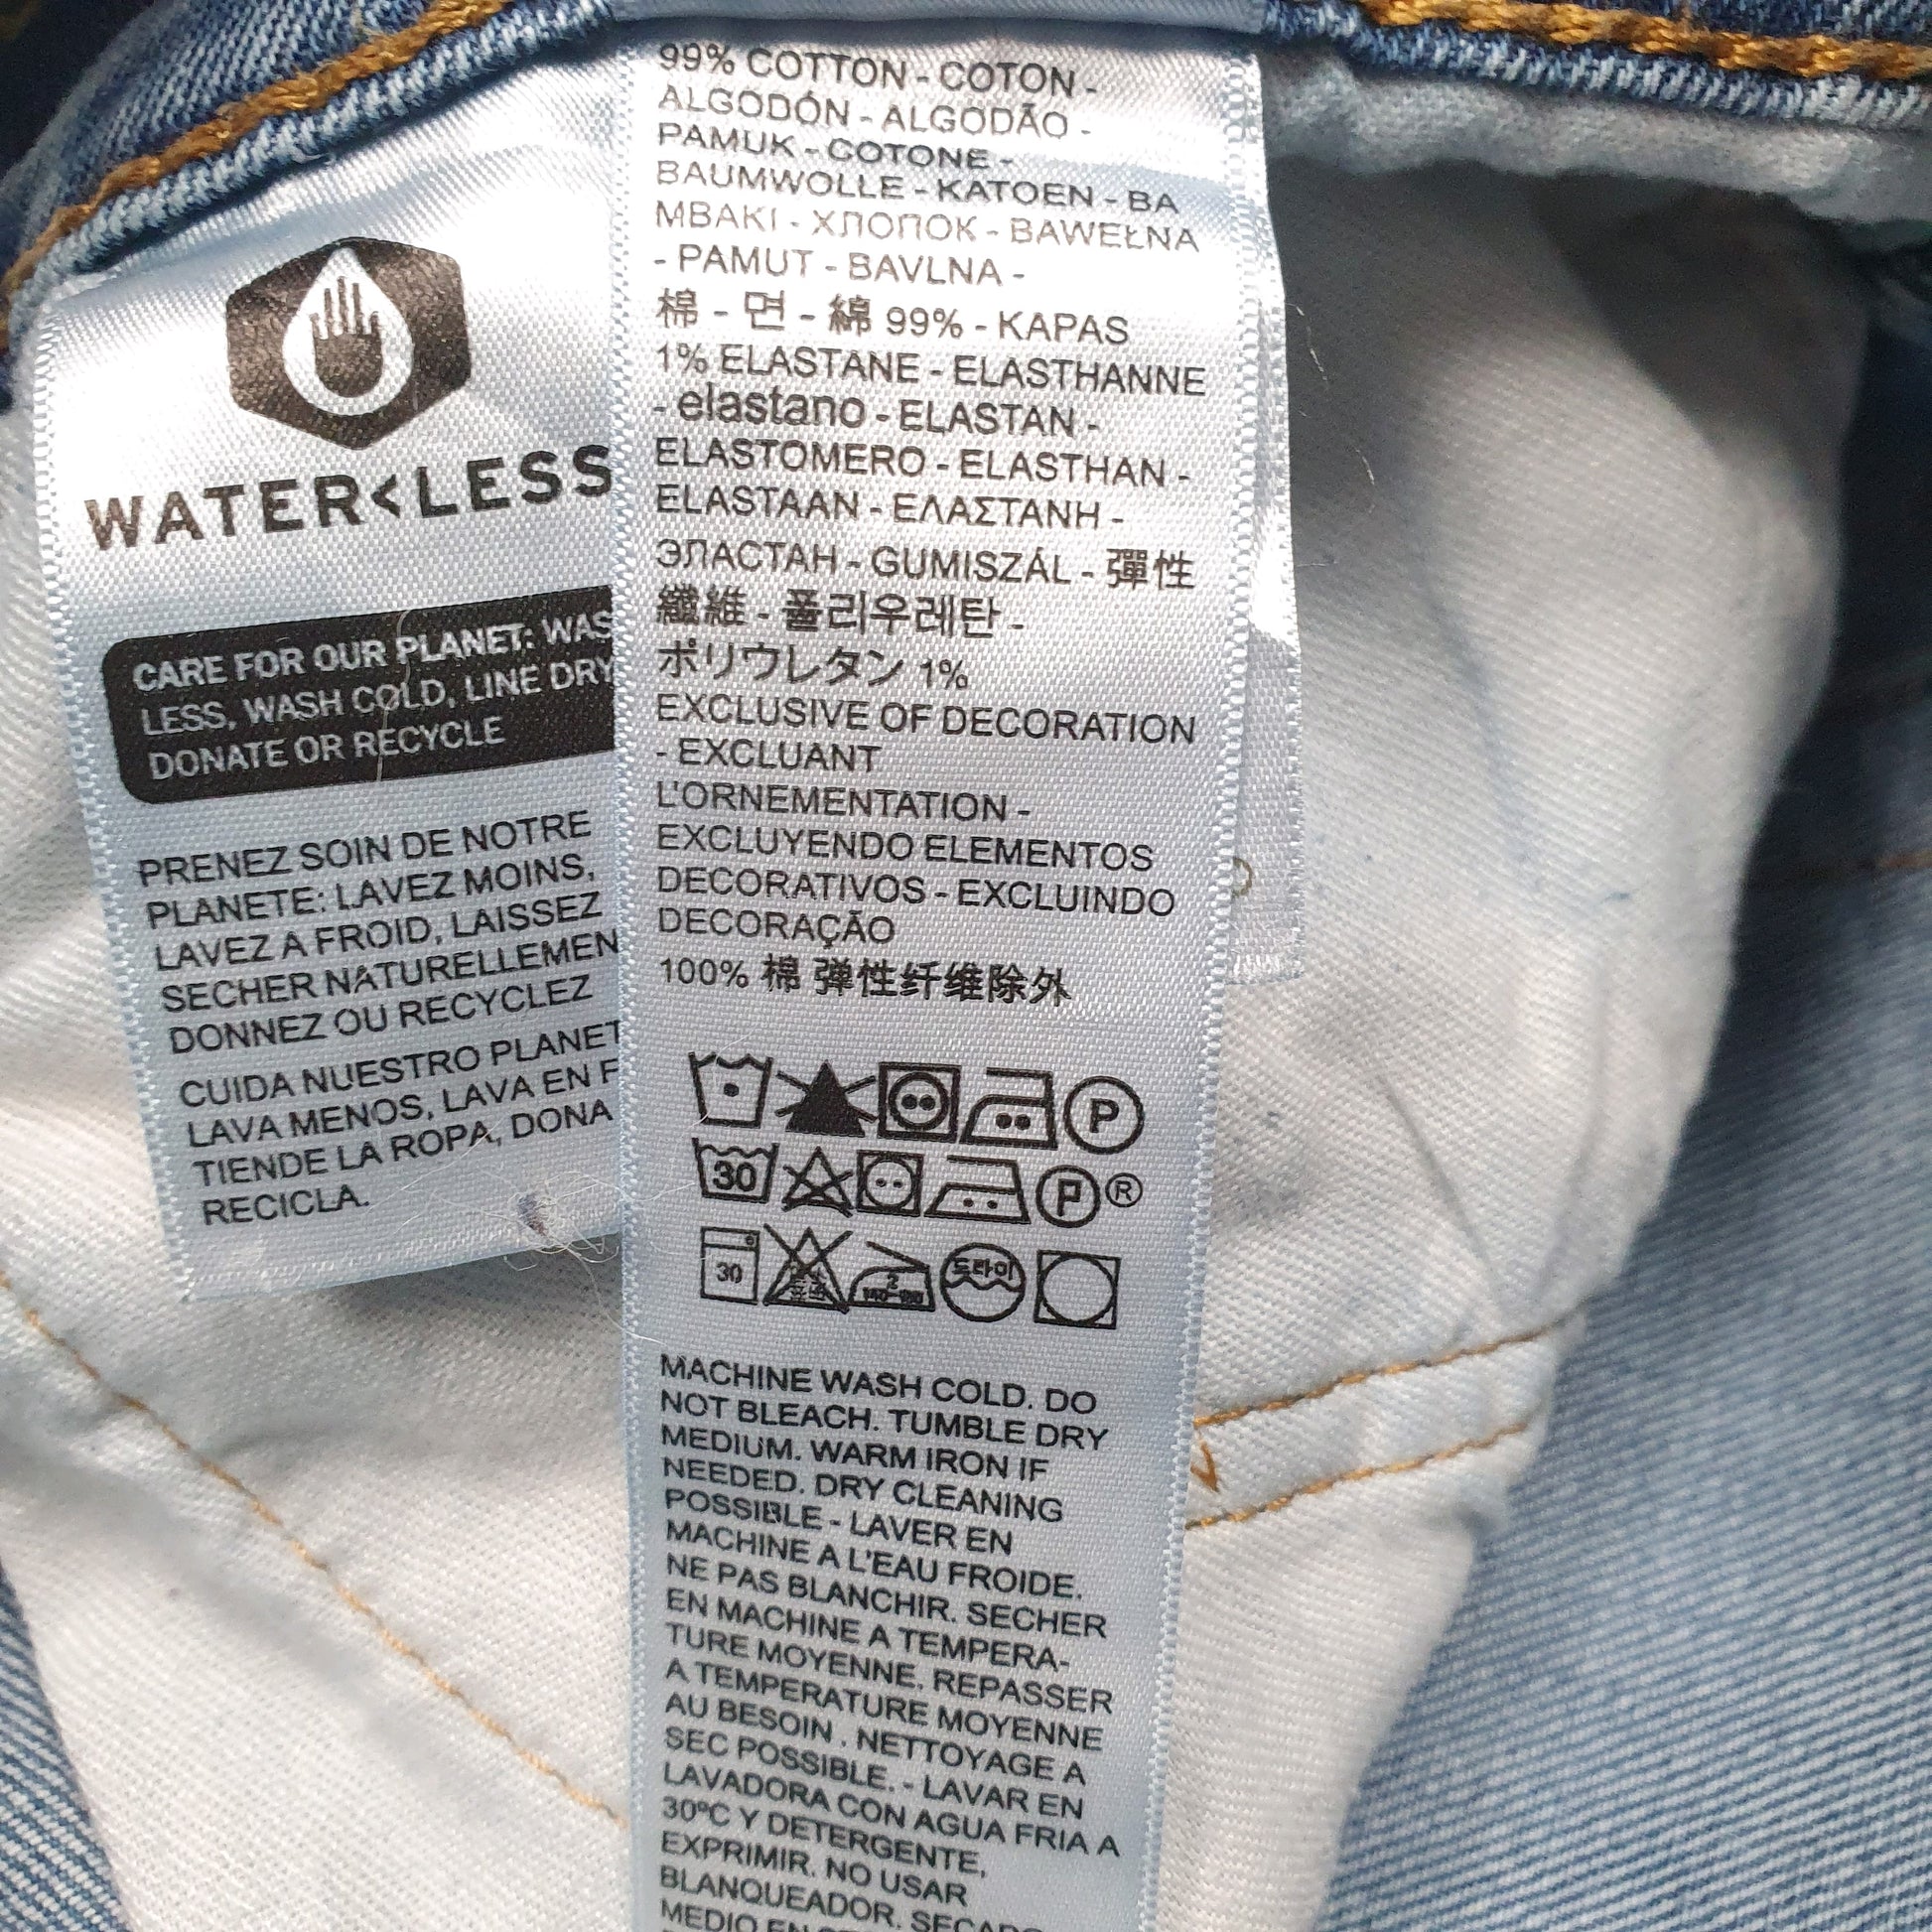 WATER<LESS
CARE FOR OUR PLANET: WAS
LESS, WASH COLD, LINE DRY
DONATE OR RECYCLE
PRENEZ SOIN DE NOTRE
PLANETE: LAVEZ MOINS,
LAVEZ A FROID, LAISSEZ
SECHER NATURELLEMEN
DONNEZ OU RECYCLEZ
CUIDA NUESTRO PLANET
LAVA MENOS, LAVA EN F
TIENDE LA ROPA, DONA
RECICLA.
99% COTTON - COTON -
ALGODÓN - ALGODÃO -
PAMUK - COTONE -
BAUMWOLLE - KATOEN - BA
MBAKI - ХЛОПОК - BAWEŁNA
- PAMUT - BAVLNA -
棉 - 면 - 綿 99% - KAPAS
1% ELASTANE - ELASTHANNE
- elastano - ELASTAN -
ELASTOMERO - ELASTHAN -
ELASTAAN - ΕΛΑΣΤΑΝΗ -
ЭЛАСТАН - GUMISZÁL - 彈性
纖維 - 폴리우레탄 -
ポリウレタン 1%
EXCLUSIVE OF DECORATION
- EXCLUANT
L'ORNEMENTATION -
EXCLUYENDO ELEMENTOS
DECORATIVOS - EXCLUINDO
DECORAÇÃO
100% 棉 弹性纤维除外
P
30 P ®
30 2 드라이
MACHINE WASH COLD. DO
NOT BLEACH. TUMBLE DRY
MEDIUM. WARM IRON IF
NEEDED. DRY CLEANING
POSSIBLE - LAVER EN
MACHINE A L'EAU FROIDE.
NE PAS BLANCHIR. SECHER
EN MACHINE A TEMPERA-
TURE MOYENNE. REPASSER
A TEMPERATURE MOYENNE
AU BESOIN . NETTOYAGE A
SEC POSSIBLE. - LAVAR EN
LAVADORA CON AGUA FRIA A
30ºC Y DETERGENTE,
EXPRIMIR. NO USAR
BLANQUEADOR. SECADO
MEDIO EN